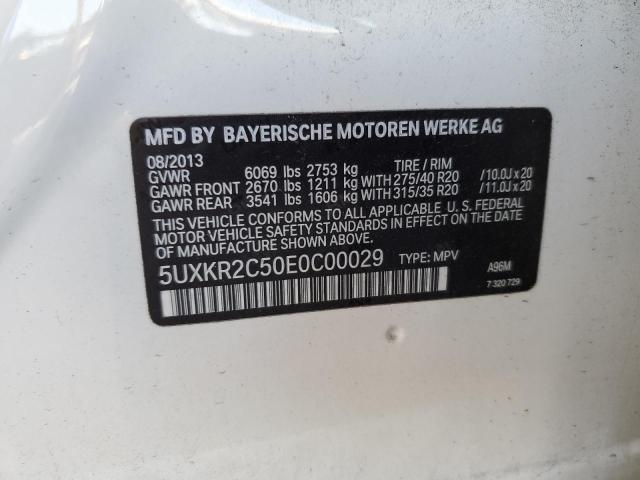 MFD BY BAYERISCHE MOTOREN WERKE AG
08/2013
GVWR 6069 lbs 2753 kg TIRE / RIM
GAWR FRONT 2670 lbs 1211 kg WITH 275/40 R20 /10.0J x 20
GAWR REAR 3541 lbs 1606 kg WITH 315/35 R20 /11.0J x 20
THIS VEHICLE CONFORMS TO ALL APPLICABLE U. S. FEDERAL
MOTOR VEHICLE SAFETY STANDARDS IN EFFECT ON THE DATE
OF MANUFACTURE SHOWN ABOVE.
5UXKR2C50E0C00029 TYPE: MPV A96M
7 320 729